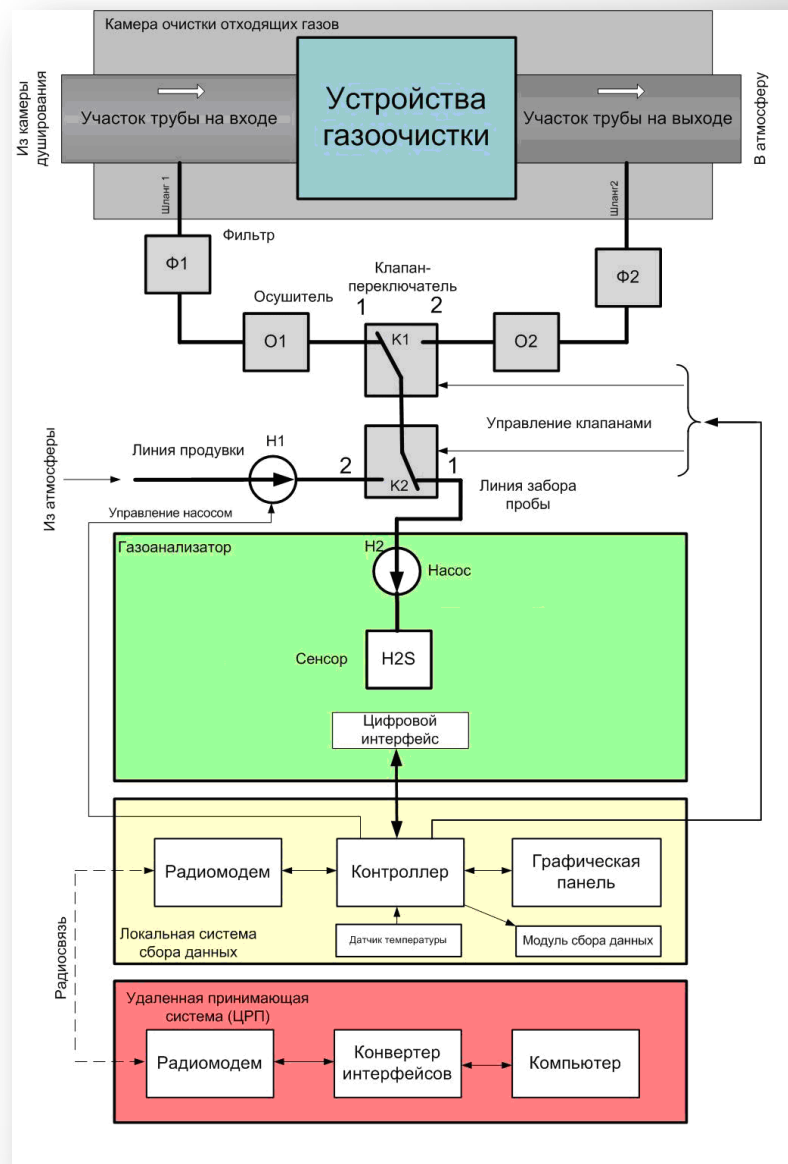 Камера очистки отходящих газов
Из камеры
душирования
Участок трубы на входе
Устройства
газоочистки
Участок трубы на выходе
В атмосферу
Шланг 1
Шланг2
Фильтр
Ф1
Ф2
Клапан-
переключатель
Осушитель
1
2
О1
К1
О2
Управление клапанами
Из атмосферы
Линия продувки
Н1
2
К2
1
Линия забора
пробы
Управление насосом
Газоанализатор
Н2
Насос
Сенсор
H2S
Цифровой
интерфейс
Радиомодем
Контроллер
Графическая
панель
Датчик температуры
Модуль сбора данных
Локальная система
сбора данных
Радиосвязь
Удаленная принимающая
система (ЦРП)
Радиомодем
Конвертер
интерфейсов
Компьютер